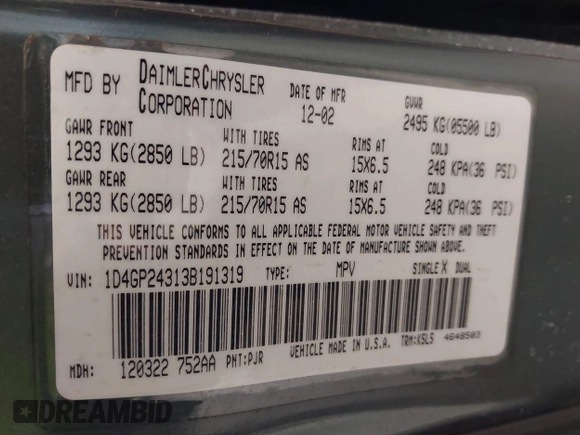 MFD BY DAIMLERCHRYSLER CORPORATION DATE OF MFR 12-02 GVWR 2495 KG(05500 LB)
GAWR FRONT WITH TIRES RIMS AT COLD
1293 KG(2850 LB) 215/70R15 AS 15X6.5 248 KPA(36 PSI)
GAWR REAR WITH TIRES RIMS AT COLD
1293 KG(2850 LB) 215/70R15 AS 15X6.5 248 KPA(36 PSI)
THIS VEHICLE CONFORMS TO ALL APPLICABLE FEDERAL MOTOR VEHICLE SAFETY AND THEFT
PREVENTION STANDARDS IN EFFECT ON THE DATE OF MANUFACTURE SHOWN ABOVE.
VIN: 1D4GP24313B191319 TYPE: MPV SINGLE X DUAL
MDH: 120322 752AA PNT:PJR VEHICLE MADE IN U.S.A. TRM:KSL5 4648503
DREAMBID